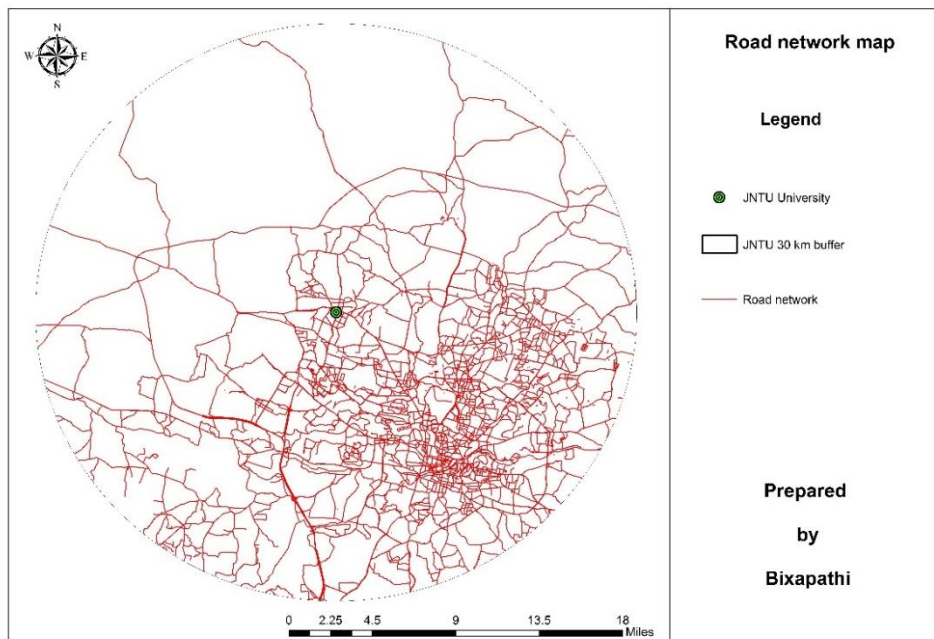 N
W E
S
Road network map
Legend
JNTU University
JNTU 30 km buffer
Road network
Prepared
by
Bixapathi
0 2.25 4.5 9 13.5 18
Miles